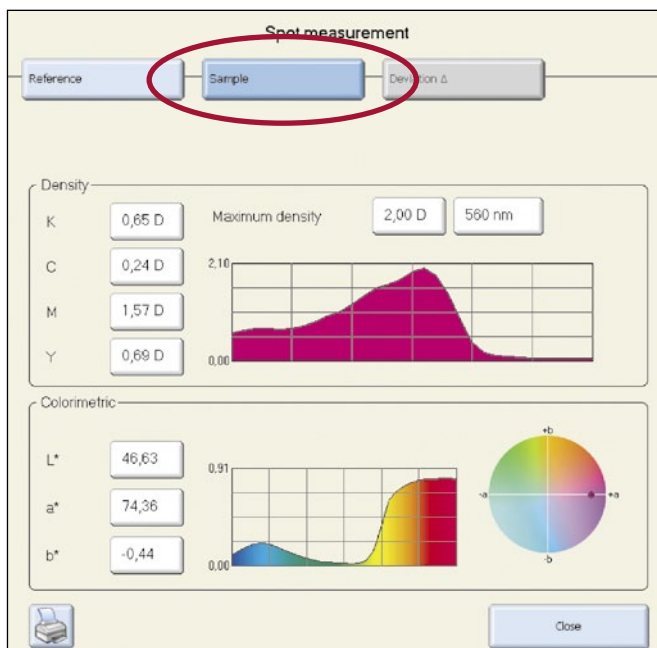 Spot measurement
Reference Sample Deviation Δ
Density
K 0,65 D Maximum density 2,00 D 560 nm
C 0,24 D 2,10
M 1,57 D
Y 0,69 D 0,00
Colorimetric
+b
L* 46,63 0,91
a* 74,36 -a +a
b* -0,44 0,00 -b
Close